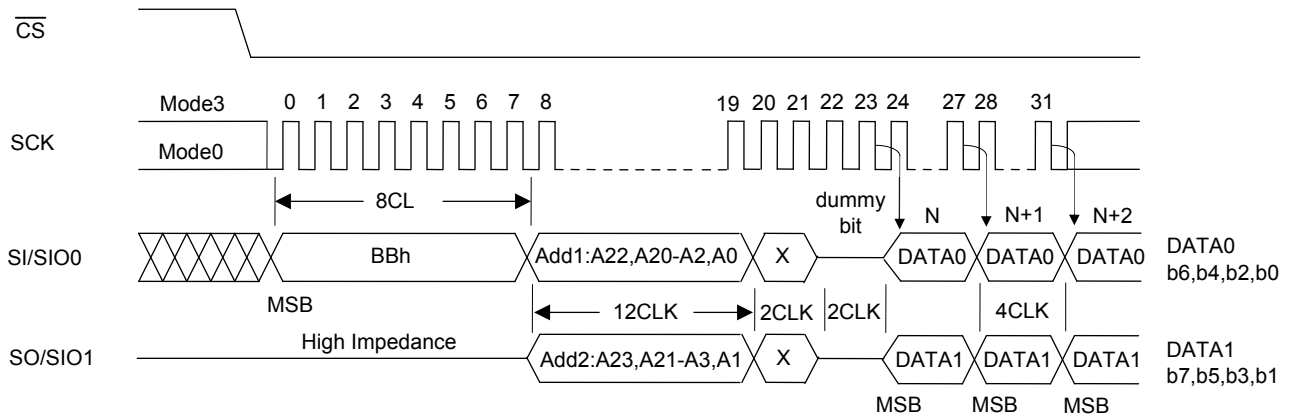 CS
Mode3
0 1 2 3 4 5 6 7 8 19 20 21 22 23 24 27 28 31
SCK
Mode0
8CL
dummy
bit
N N+1 N+2
SI/SIO0
BBh
Add1:A22,A20-A2,A0
X
DATA0 DATA0 DATA0
DATA0
b6,b4,b2,b0
MSB
12CLK 2CLK 2CLK 4CLK
High Impedance
SO/SIO1
Add2:A23,A21-A3,A1
X
DATA1 DATA1 DATA1
DATA1
b7,b5,b3,b1
MSB MSB MSB